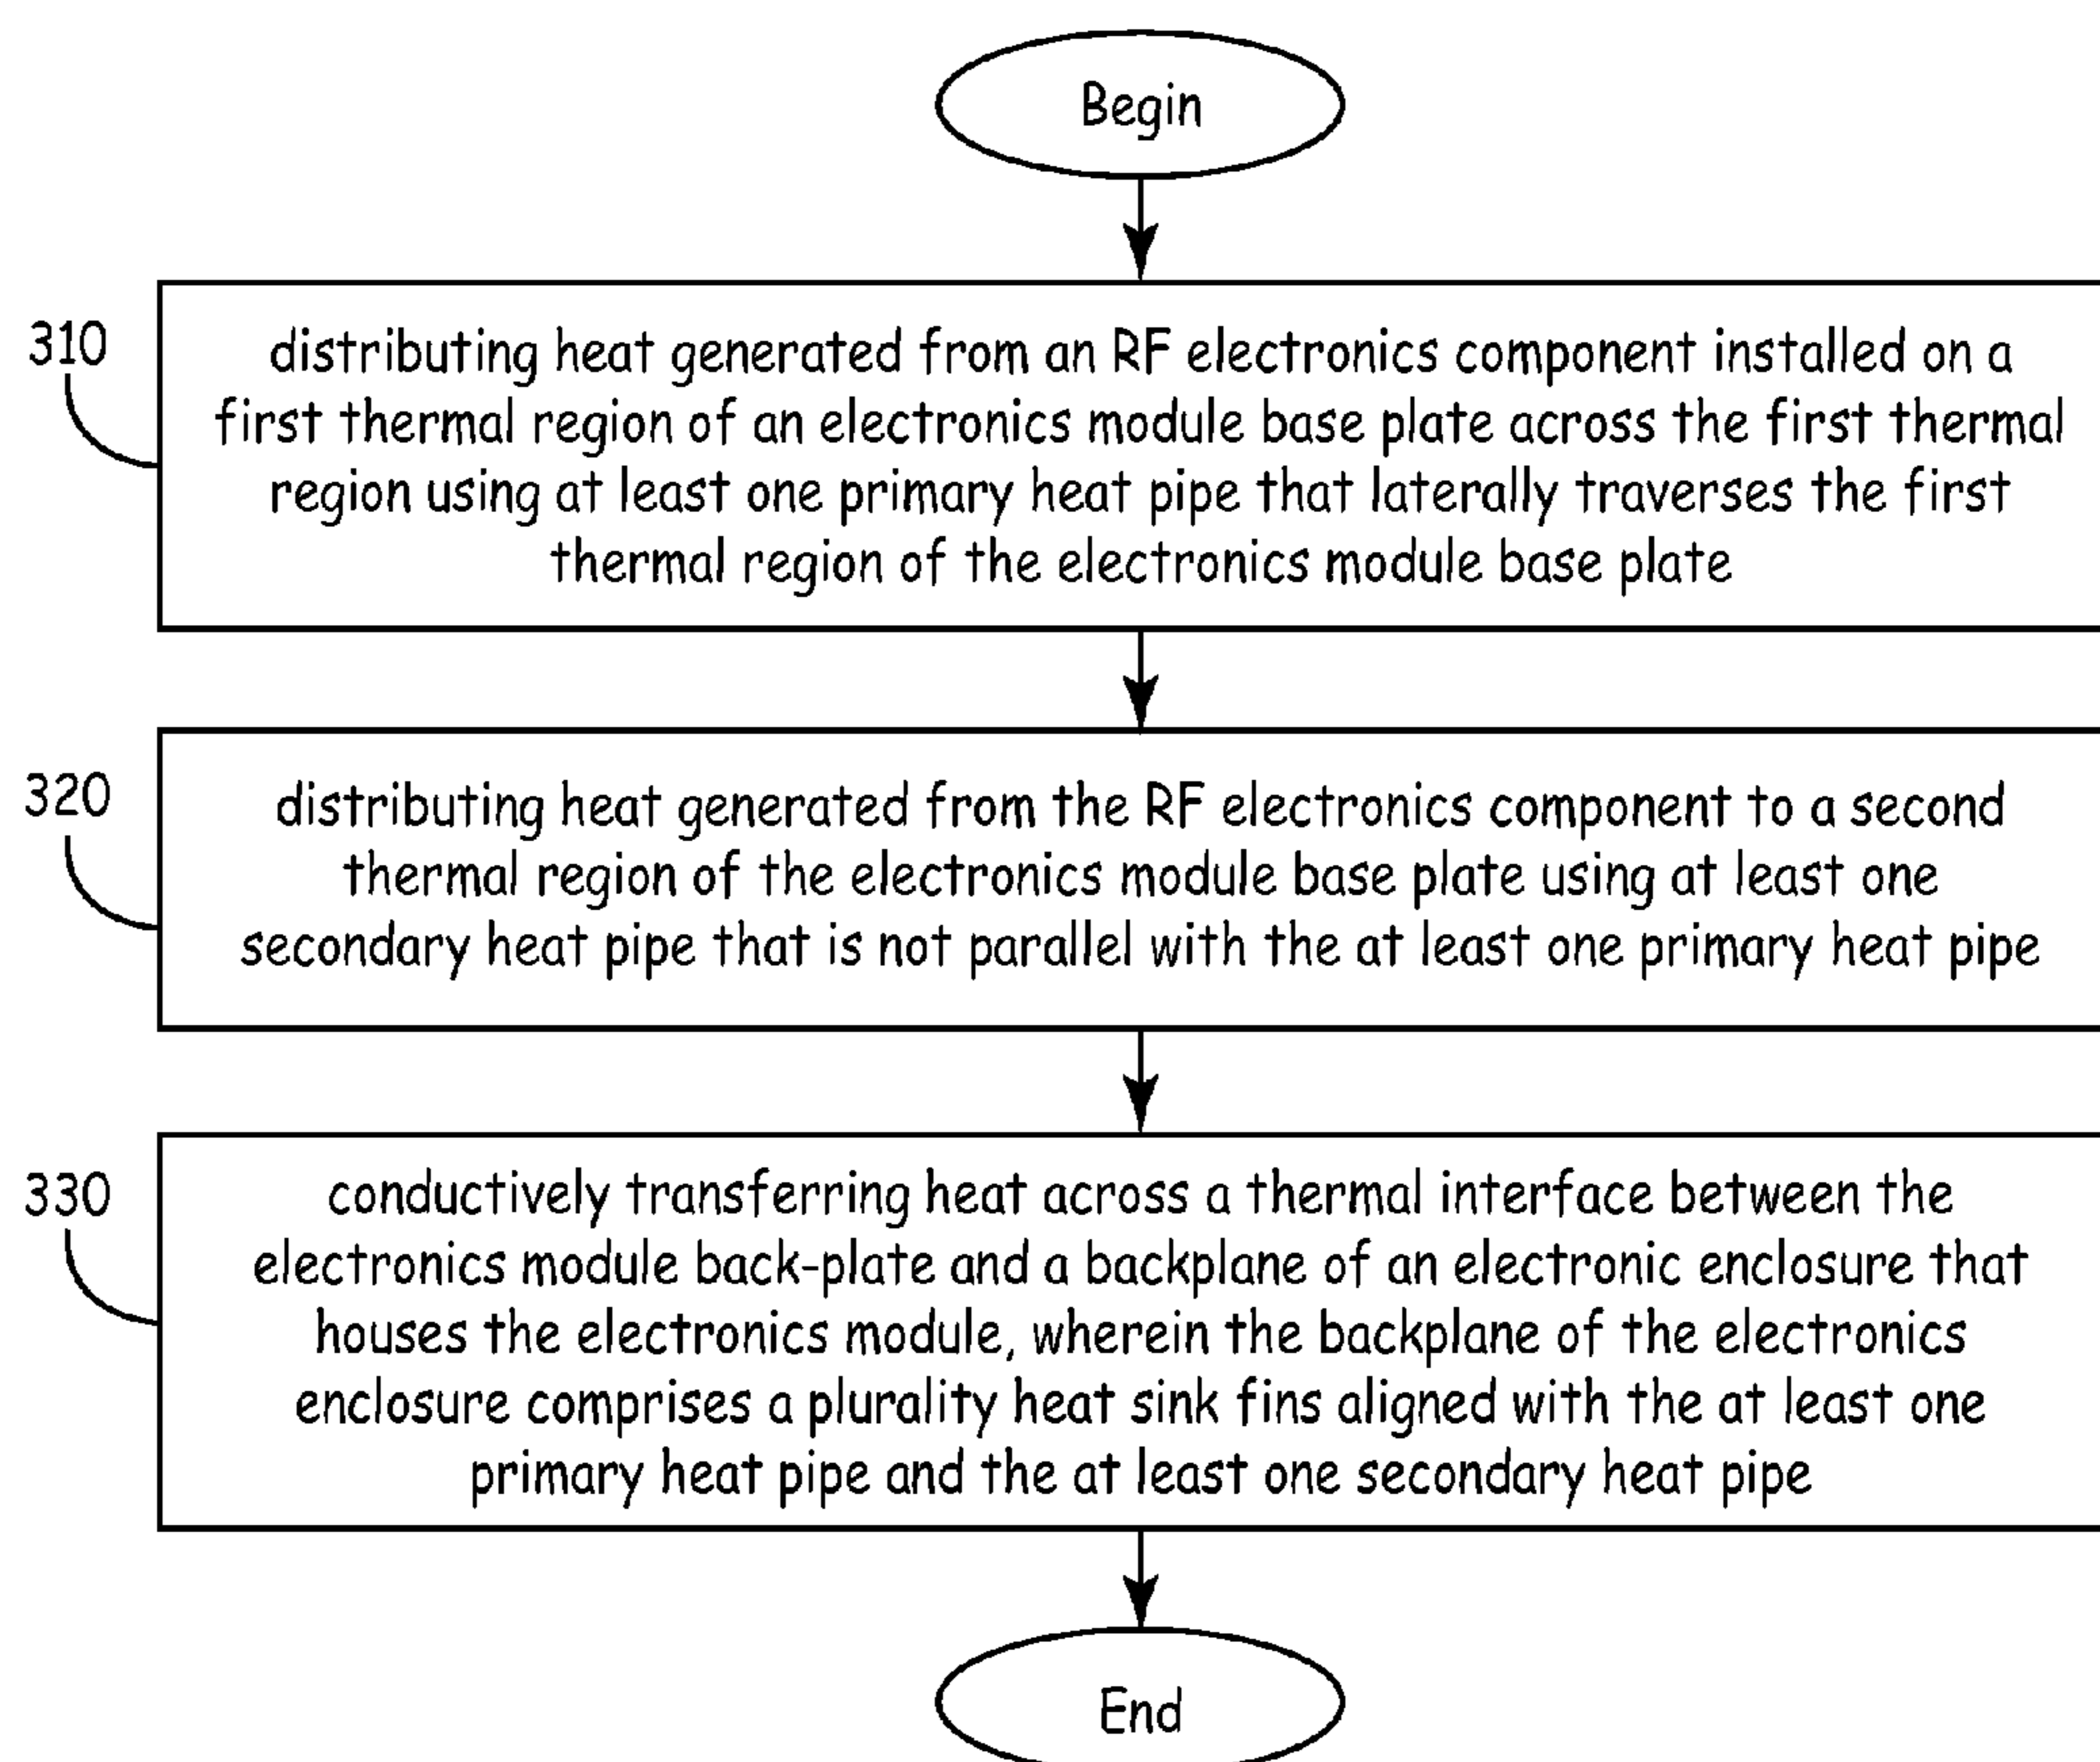 Begin
310
distributing heat generated from an RF electronics component installed on a
first thermal region of an electronics module base plate across the first thermal
region using at least one primary heat pipe that laterally traverses the first
thermal region of the electronics module base plate
320
distributing heat generated from the RF electronics component to a second
thermal region of the electronics module base plate using at least one
secondary heat pipe that is not parallel with the at least one primary heat pipe
330
conductively transferring heat across a thermal interface between the
electronics module back-plate and a backplane of an electronic enclosure that
houses the electronics module, wherein the backplane of the electronics
enclosure comprises a plurality heat sink fins aligned with the at least one
primary heat pipe and the at least one secondary heat pipe
End